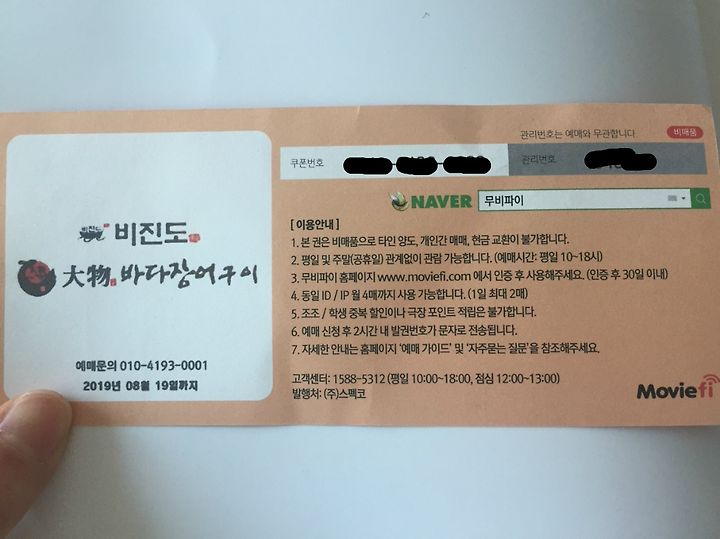 비진도
비진도
大物 바다장어구이
예매문의 010-4193-0001
2019년 08월 19일까지
관리번호는 예매와 무관합니다
비매품
쿠폰번호
관리번호
NAVER
무비파이
[ 이용안내 ]
1. 본 권은 비매품으로 타인 양도, 개인간 매매, 현금 교환이 불가합니다.
2. 평일 및 주말(공휴일) 관계없이 관람 가능합니다. (예매시간: 평일 10~18시)
3. 무비파이 홈페이지 www.moviefi.com 에서 인증 후 사용해주세요. (인증 후 30일 이내)
4. 동일 ID / IP 월 4매까지 사용 가능합니다. (1일 최대 2매)
5. 조조 / 학생 중복 할인이나 극장 포인트 적립은 불가합니다.
6. 예매 신청 후 2시간 내 발권번호가 문자로 전송됩니다.
7. 자세한 안내는 홈페이지 '예매 가이드' 및 '자주묻는 질문'을 참조해주세요.
고객센터: 1588-5312 (평일 10:00~18:00, 점심 12:00~13:00)
발행처: (주)스팩코
Moviefi